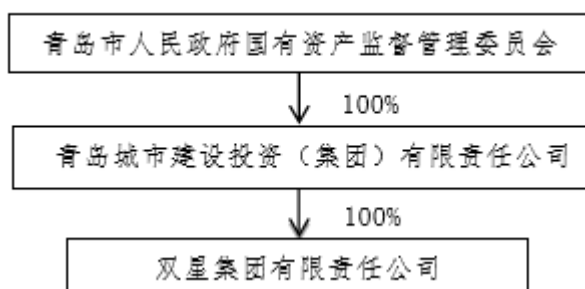 青岛市人民政府国有资产监督管理委员会
100%
青岛城市建设投资（集团）有限责任公司
100%
双星集团有限责任公司